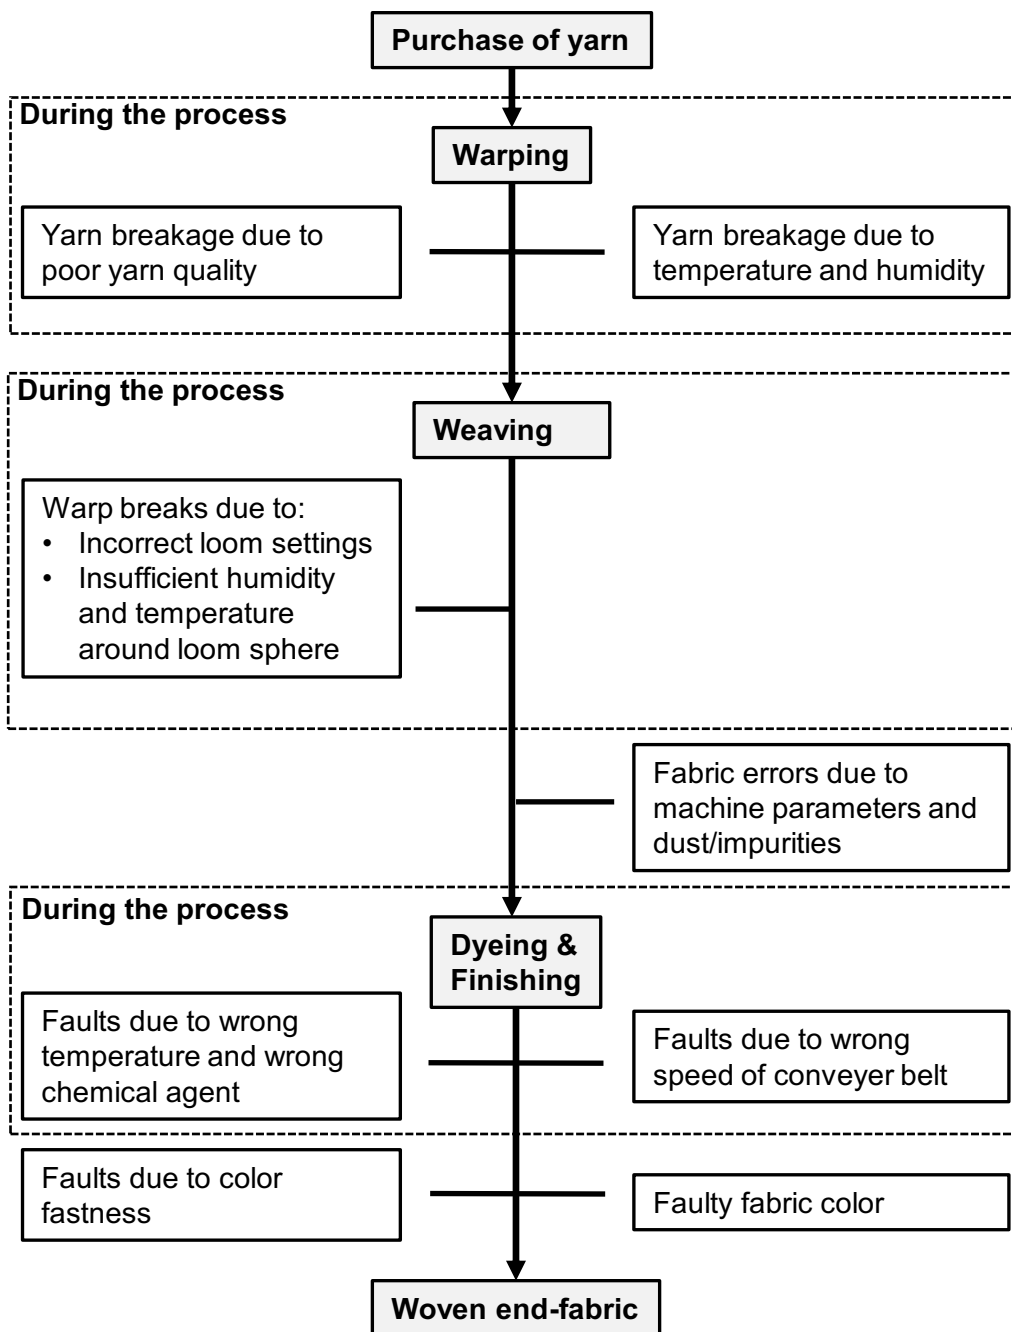 Purchase of yarn
During the process
Warping
Yarn breakage due to
poor yarn quality
Yarn breakage due to
temperature and humidity
During the process
Weaving
Warp breaks due to:
• Incorrect loom settings
• Insufficient humidity
and temperature
around loom sphere
Fabric errors due to
machine parameters and
dust/impurities
During the process
Dyeing &
Finishing
Faults due to wrong
temperature and wrong
chemical agent
Faults due to wrong
speed of conveyer belt
Faults due to color
fastness
Faulty fabric color
Woven end-fabric